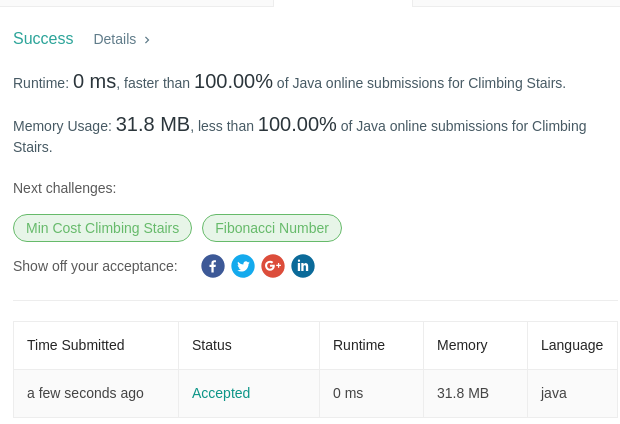 Success Details >
Runtime: 0 ms, faster than 100.00% of Java online submissions for Climbing Stairs.
Memory Usage: 31.8 MB, less than 100.00% of Java online submissions for Climbing
Stairs.
Next challenges:
Min Cost Climbing Stairs Fibonacci Number
Show off your acceptance: f G+ in
Time Submitted Status Runtime Memory Language
a few seconds ago Accepted 0 ms 31.8 MB java